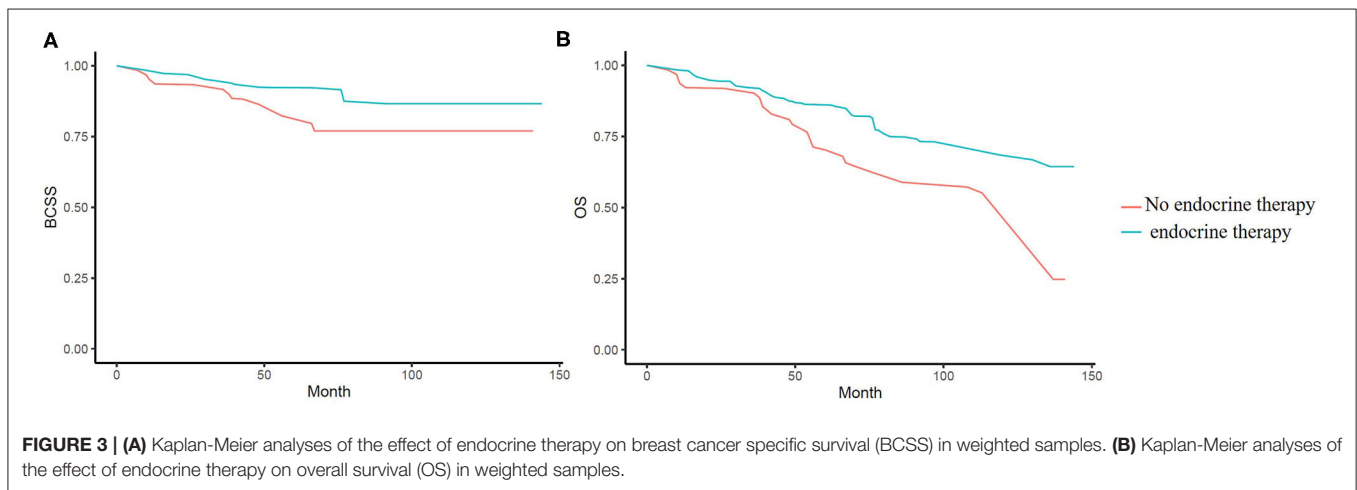 A
B
1.00
0.75
0.50
0.25
0.00
BCSS
0
50
100
150
Month
1.00
0.75
0.50
0.25
0.00
OS
0
50
100
150
Month
No endocrine therapy
endocrine therapy
FIGURE 3 | (A) Kaplan-Meier analyses of the effect of endocrine therapy on breast cancer specific survival (BCSS) in weighted samples. (B) Kaplan-Meier analyses of
the effect of endocrine therapy on overall survival (OS) in weighted samples.